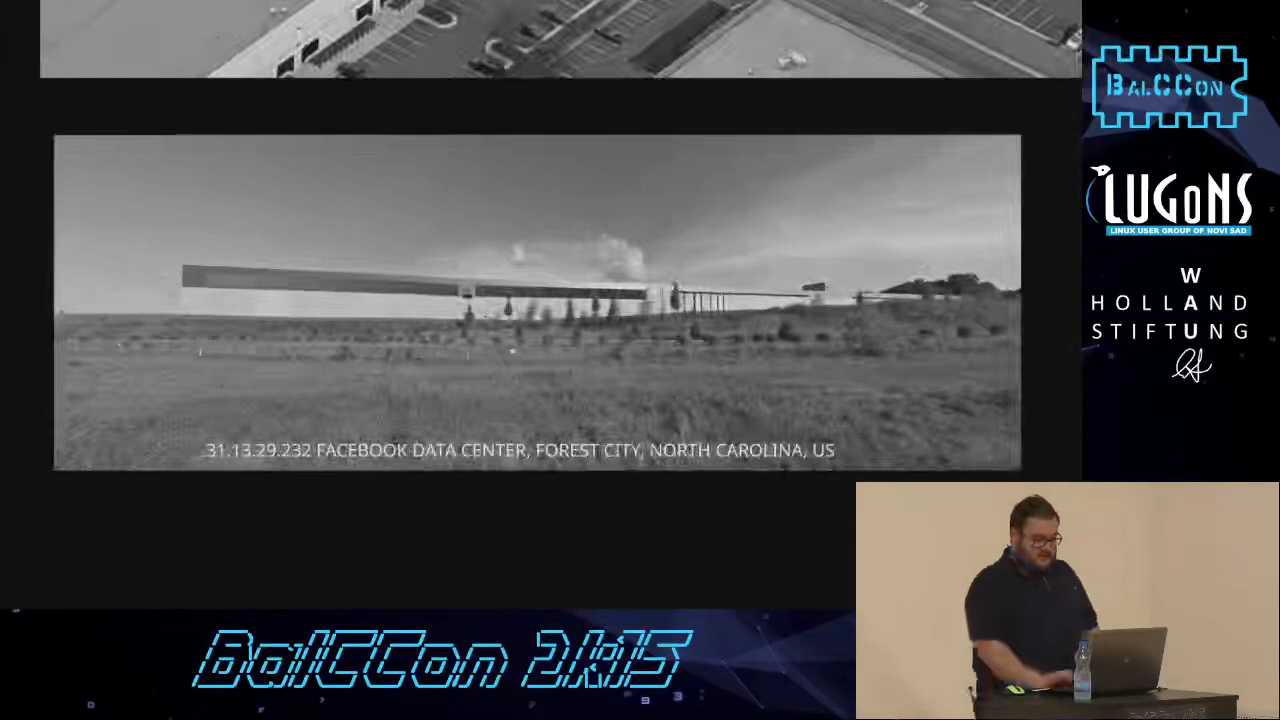 BALCCON
LUGONS
LINUX USER GROUP OF NOVI SAD
W
HOLLAND
STIFTUNG
31.13.29.232 FACEBOOK DATA CENTER, FOREST CITY, NORTH CAROLINA, US
BalCCon 2k15